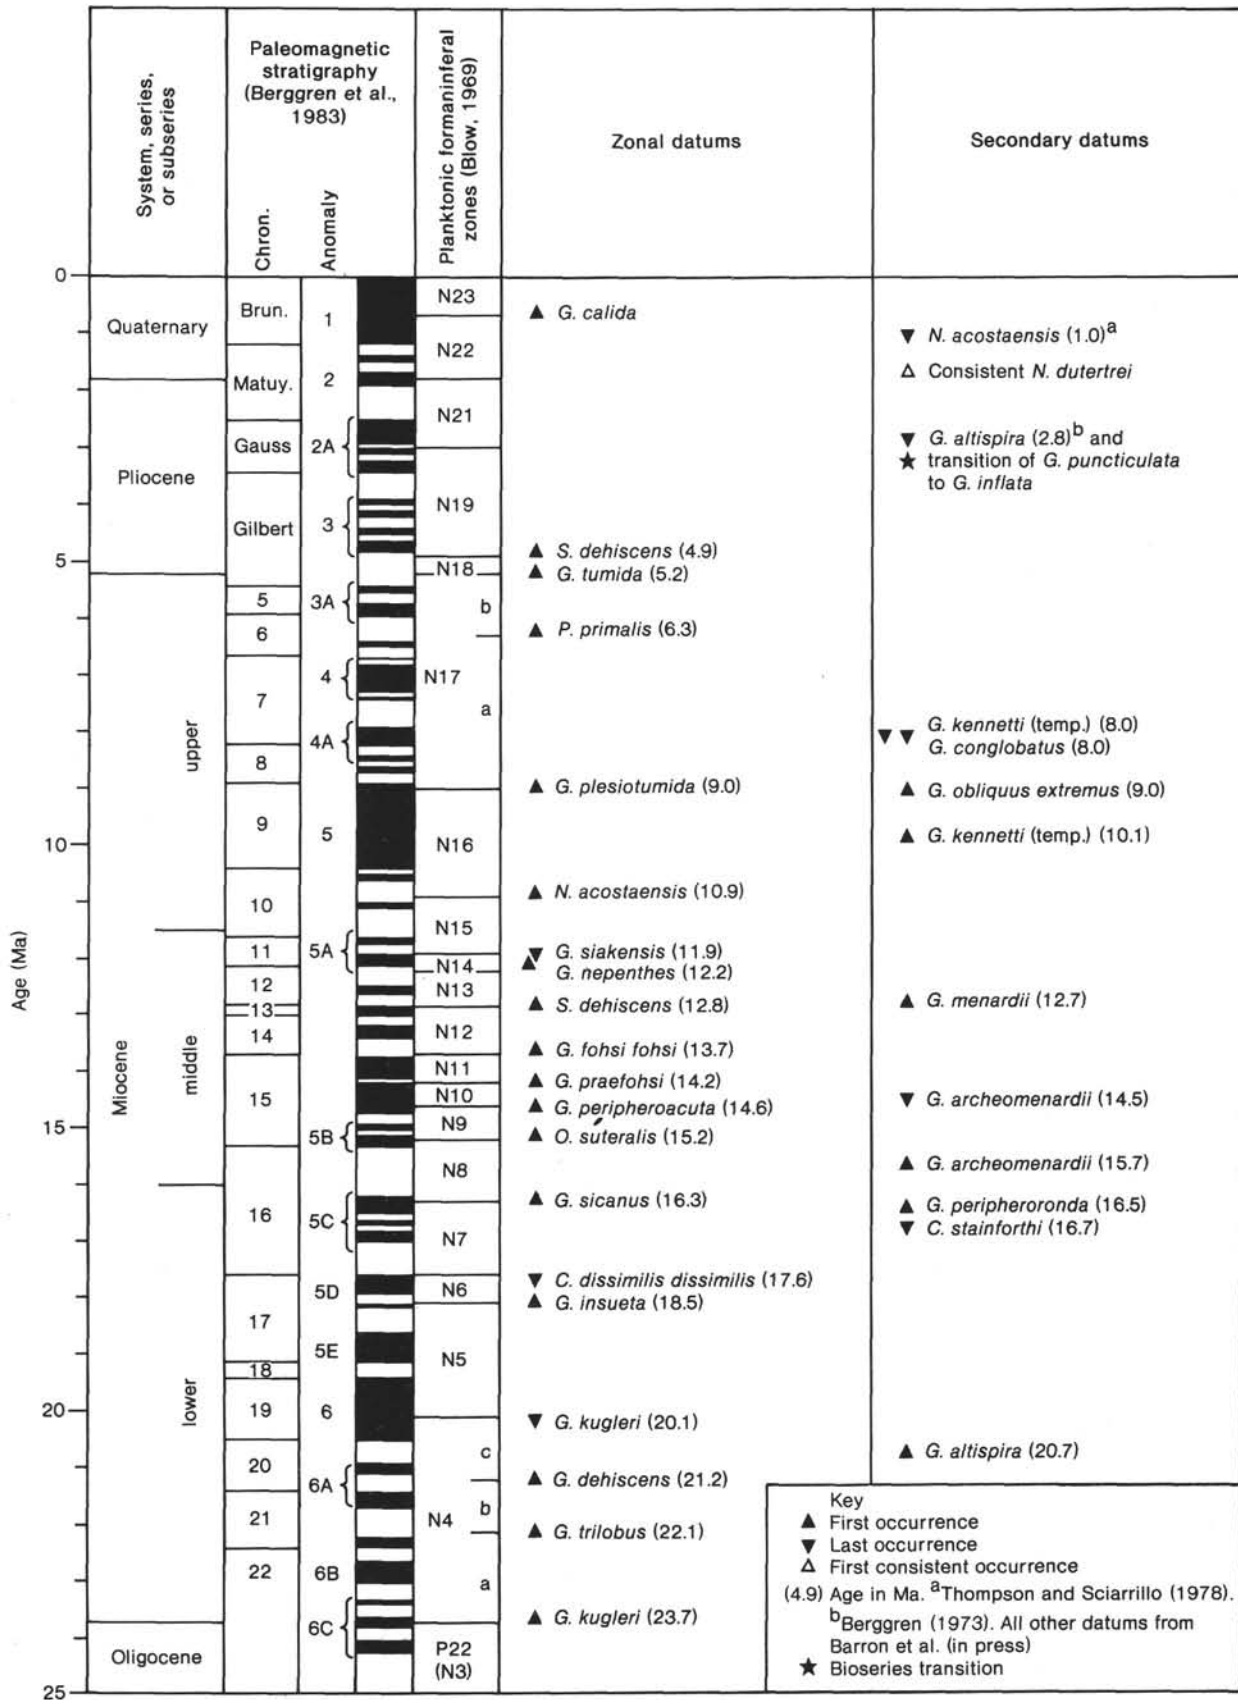 System, series,
or subseries
Paleomagnetic
stratigraphy
(Berggren et al.,
1983)
Chron.
Anomaly
Planktonic formaninferal
zones (Blow, 1969)
Zonal datums
Secondary datums
Age (Ma)
0
5
10
15
20
25
Quaternary
Pliocene
Miocene
upper
middle
lower
Oligocene
Brun.
Matuy.
Gauss
Gilbert
5
6
7
8
9
10
11
12
13
14
15
16
17
18
19
20
21
22
1
2
2A
3
3A
4
4A
5
5A
5B
5C
5D
5E
6
6A
6B
6C
N23
N22
N21
N19
N18
b
N17
a
N16
N15
N14
N13
N12
N11
N10
N9
N8
N7
N6
N5
c
N4
b
a
P22
(N3)
▲ G. calida
▲ S. dehiscens (4.9)
▲ G. tumida (5.2)
▲ P. primalis (6.3)
▲ G. plesiotumida (9.0)
▲ N. acostaensis (10.9)
▼ G. siakensis (11.9)
▲ G. nepenthes (12.2)
▲ S. dehiscens (12.8)
▲ G. fohsi fohsi (13.7)
▲ G. praefohsi (14.2)
▲ G. peripheroacuta (14.6)
▲ O. suteralis (15.2)
▲ G. sicanus (16.3)
▼ C. dissimilis dissimilis (17.6)
▲ G. insueta (18.5)
▼ G. kugleri (20.1)
▲ G. dehiscens (21.2)
▲ G. trilobus (22.1)
▲ G. kugleri (23.7)
▼ N. acostaensis (1.0)a
△ Consistent N. dutertrei
▼ G. altispira (2.8)b and
★ transition of G. puncticulata
to G. inflata
▼ ▼ G. kennetti (temp.) (8.0)
G. conglobatus (8.0)
▲ G. obliquus extremus (9.0)
▲ G. kennetti (temp.) (10.1)
▲ G. menardii (12.7)
▼ G. archeomenardii (14.5)
▲ G. archeomenardii (15.7)
▲ G. peripheroronda (16.5)
▼ C. stainforthi (16.7)
▲ G. altispira (20.7)
Key
▲ First occurrence
▼ Last occurrence
△ First consistent occurrence
(4.9) Age in Ma. aThompson and Sciarrillo (1978).
bBerggren (1973). All other datums from
Barron et al. (in press)
★ Bioseries transition